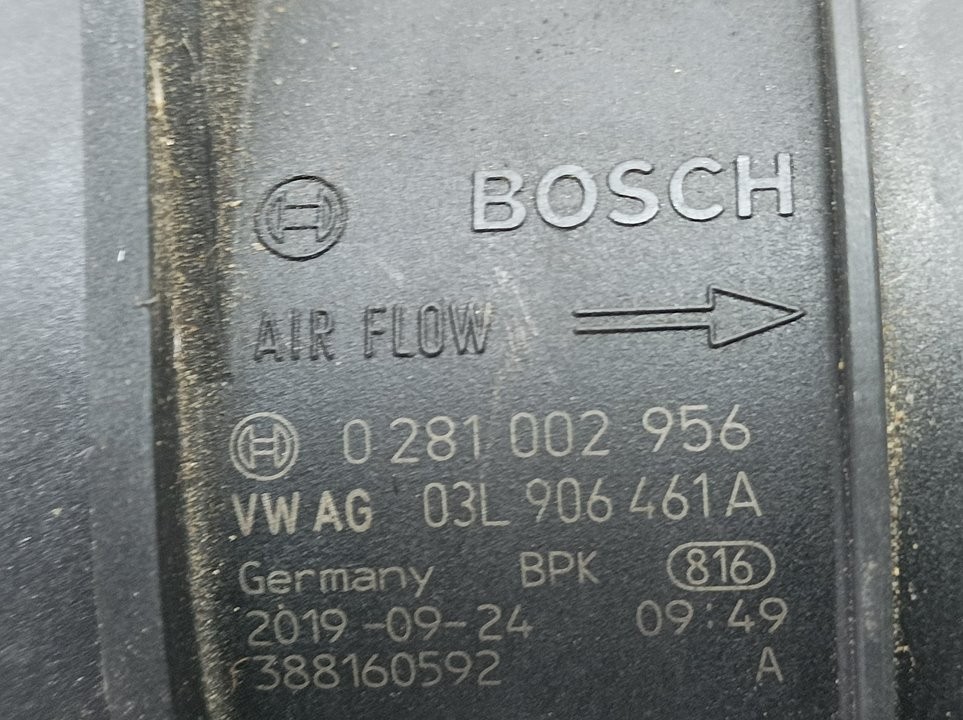 BOSCH
AIR FLOW
0 281 002 956
VW AG 03L 906 461 A
Germany BPK 816
2019-09-24 09:49
388160592 A